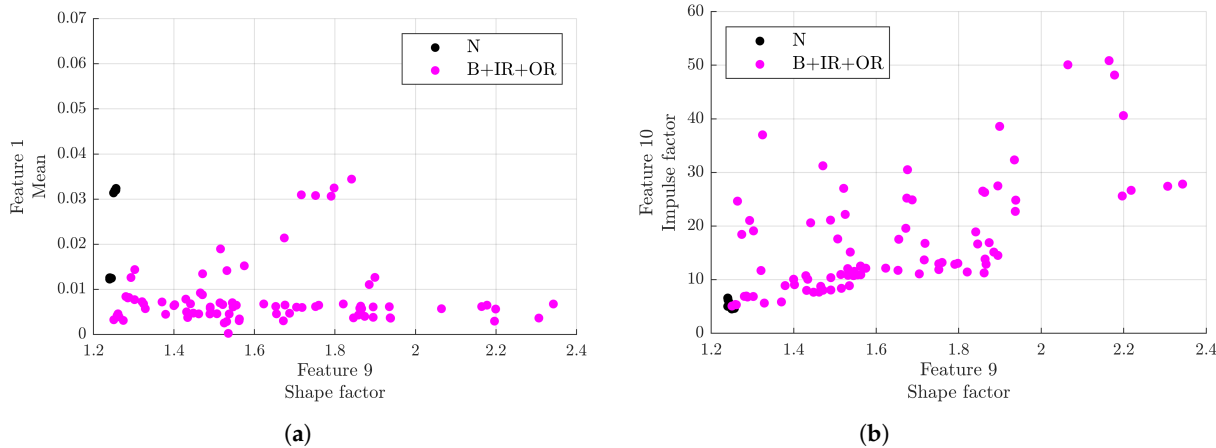 0.07
0.06
0.05
0.04
0.03
0.02
0.01
0
Feature 1
Mean
N
B+IR+OR
1.2 1.4 1.6 1.8 2 2.2 2.4
Feature 9
Shape factor
(a)
60
50
40
30
20
10
0
Feature 10
Impulse factor
N
B+IR+OR
1.2 1.4 1.6 1.8 2 2.2 2.4
Feature 9
Shape factor
(b)